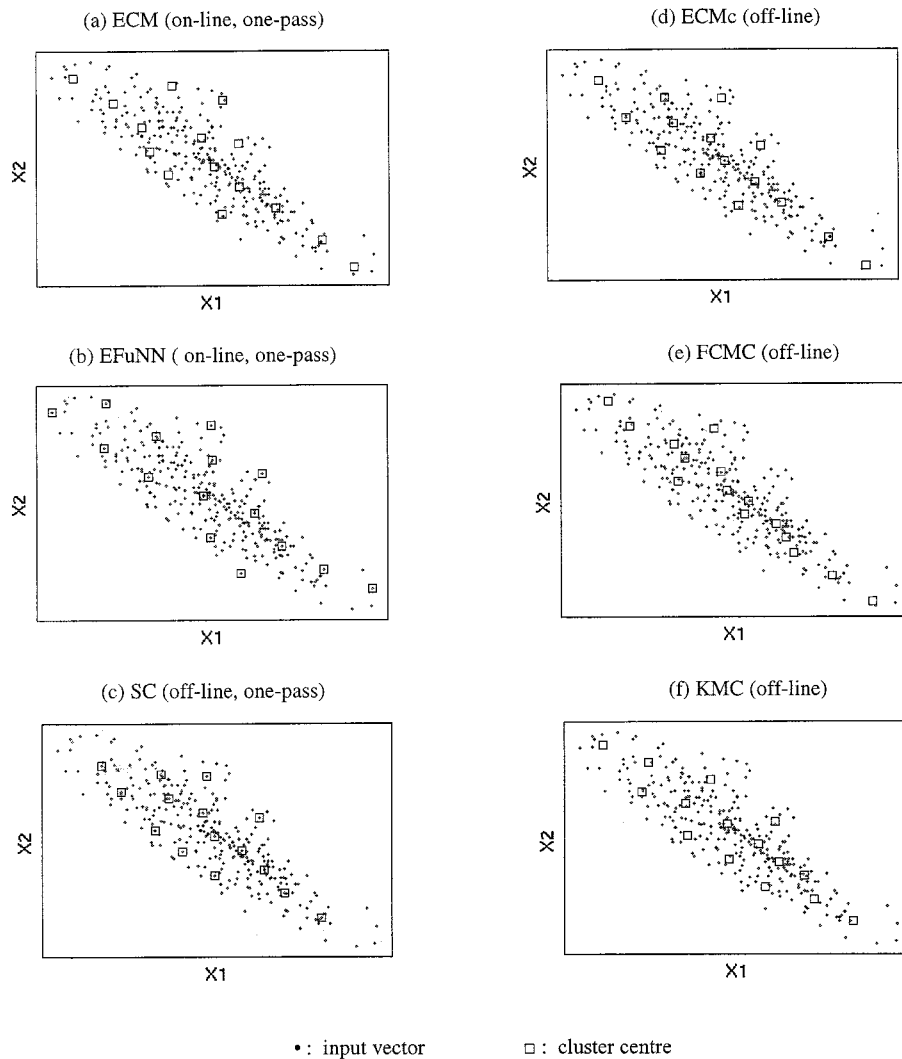 (a) ECM (on-line, one-pass)
X2
X1
(d) ECMc (off-line)
X2
X1
(b) EFuNN ( on-line, one-pass)
X2
X1
(e) FCMC (off-line)
X2
X1
(c) SC (off-line, one-pass)
X2
X1
(f) KMC (off-line)
X2
X1
• : input vector
□ : cluster centre